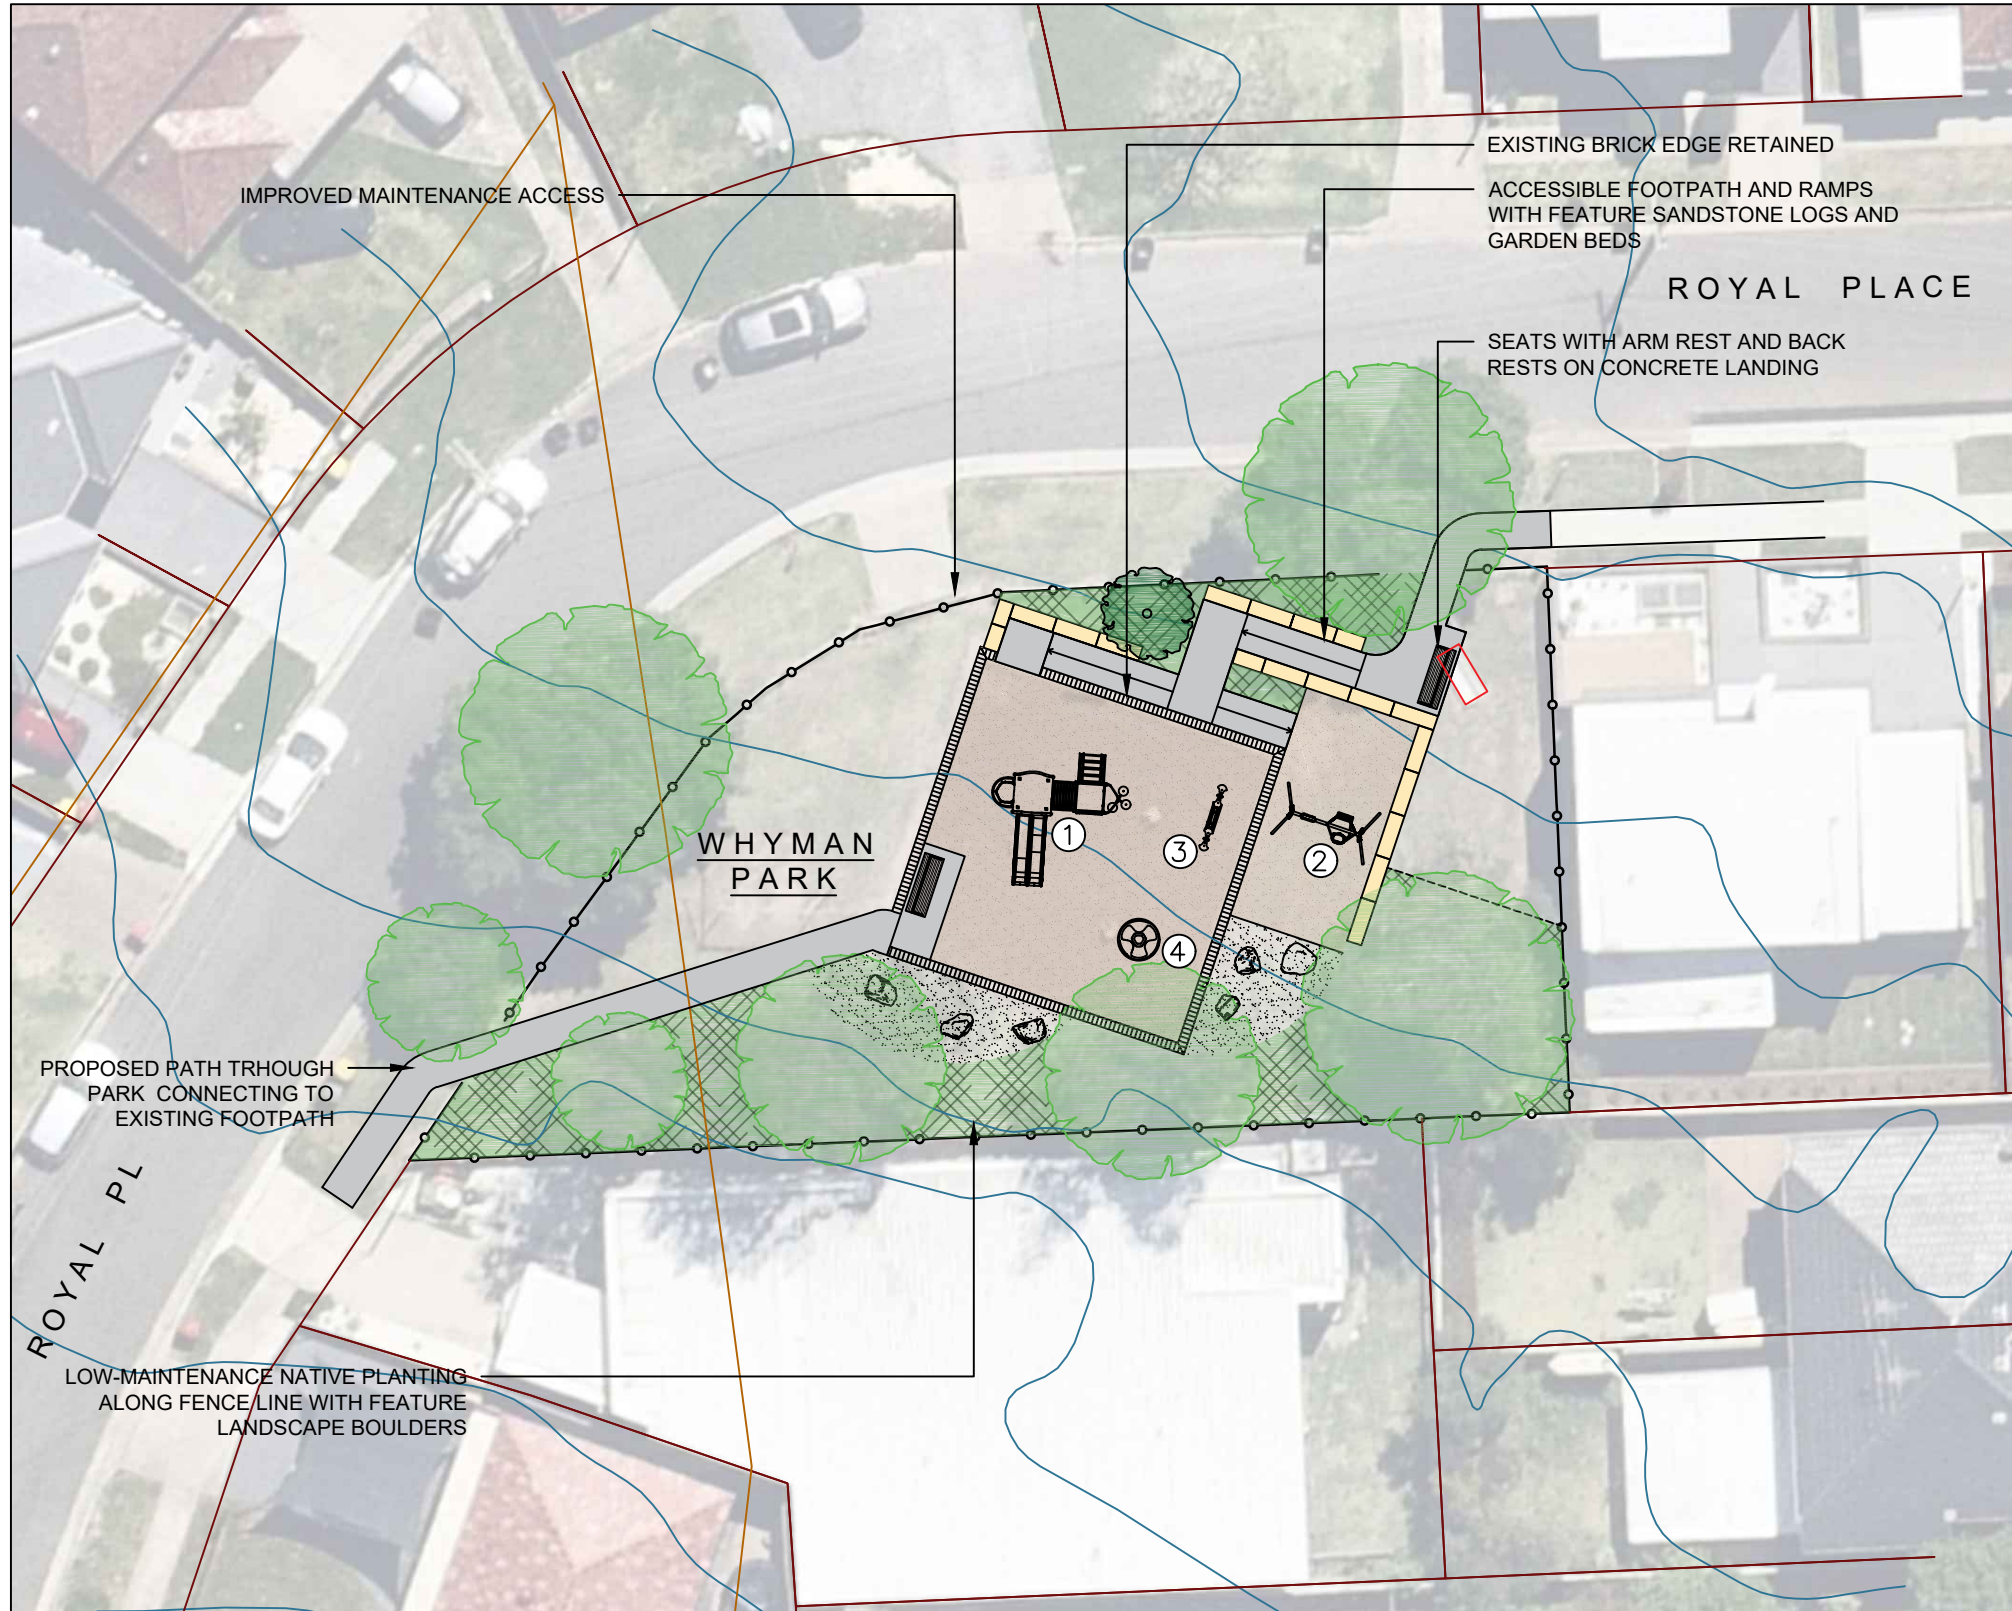 EXISTING BRICK EDGE RETAINED
IMPROVED MAINTENANCE ACCESS
ACCESSIBLE FOOTPATH AND RAMPS
WITH FEATURE SANDSTONE LOGS AND
GARDEN BEDS
ROYAL PLACE
SEATS WITH ARM REST AND BACK
RESTS ON CONCRETE LANDING
WHYMAN
PARK
1
3
2
4
PROPOSED PATH TRHOUGH
PARK CONNECTING TO
EXISTING FOOTPATH
ROYAL PL
LOW-MAINTENANCE NATIVE PLANTING
ALONG FENCE LINE WITH FEATURE
LANDSCAPE BOULDERS